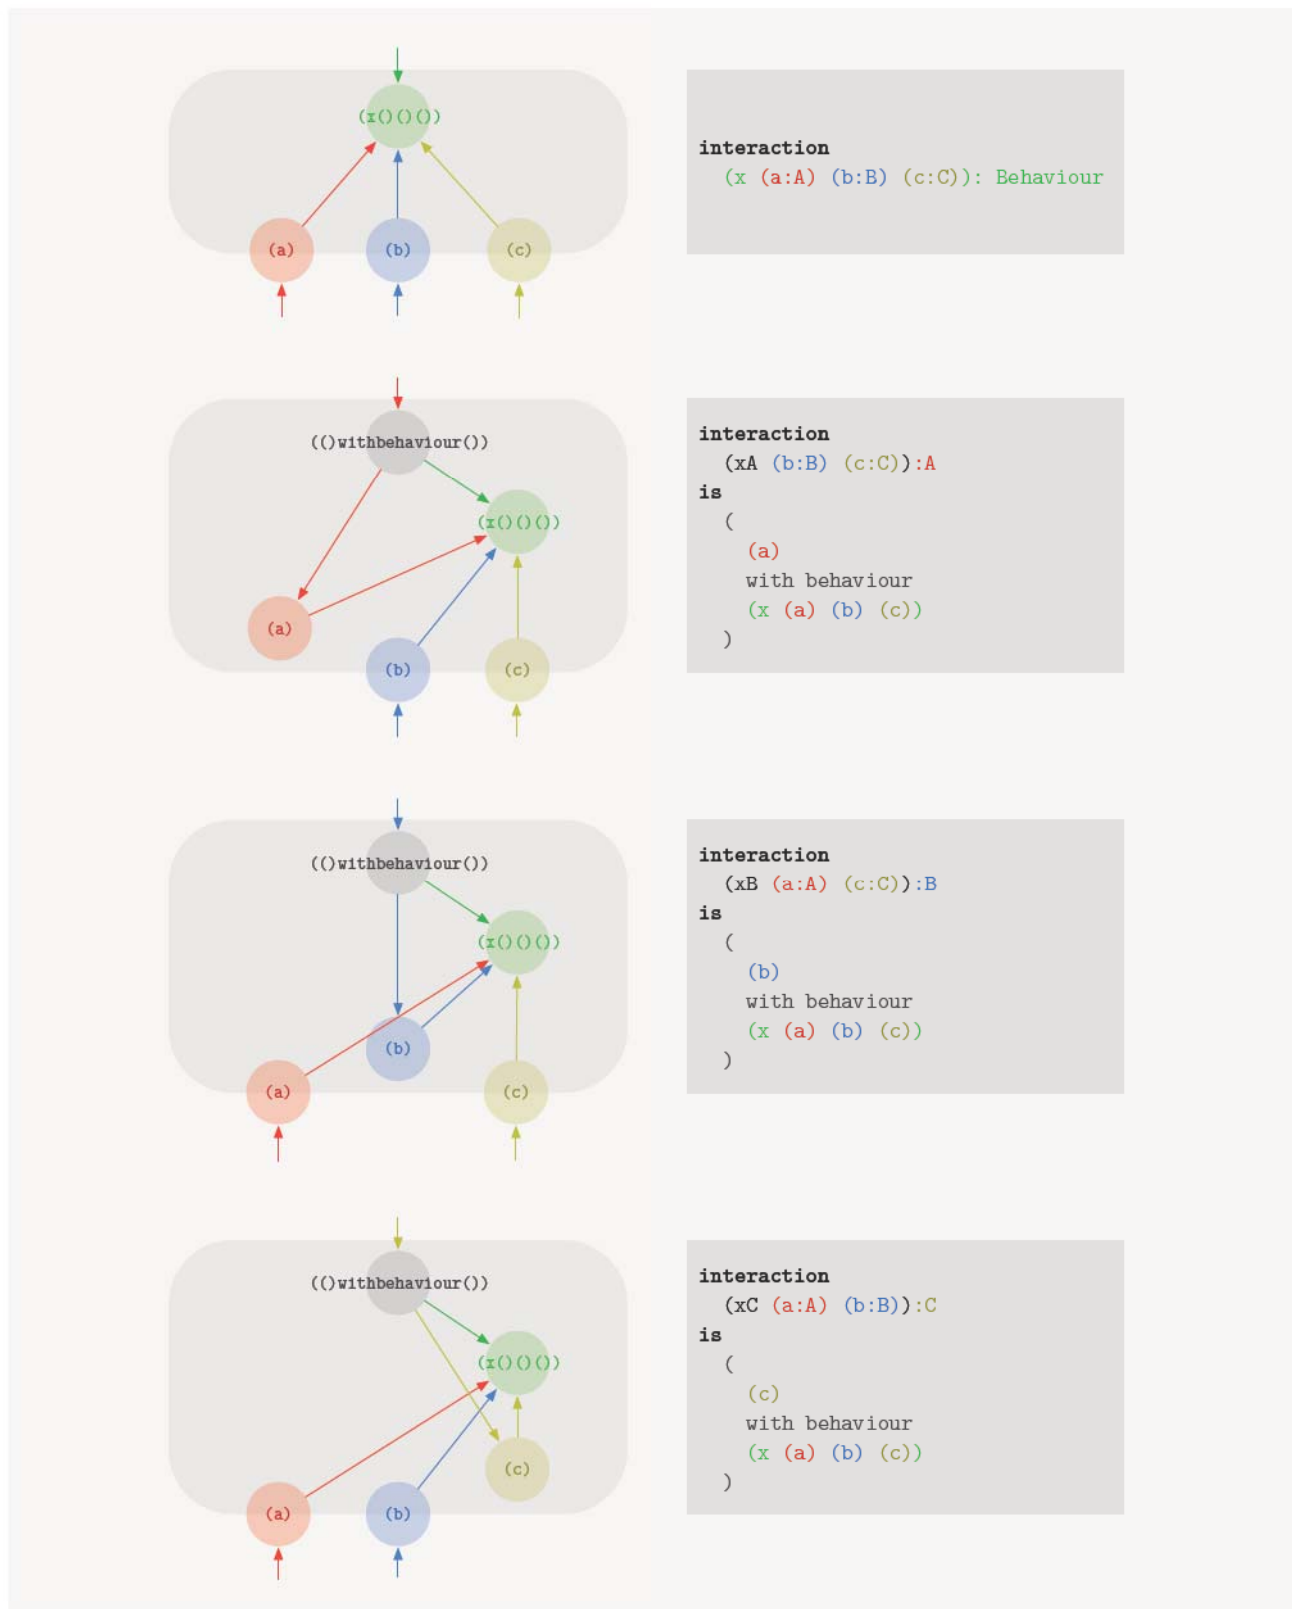 (x()()())
(a)
(b)
(c)
interaction
(x (a:A) (b:B) (c:C)): Behaviour
(()withbehaviour())
(x()()())
(a)
(b)
(c)
interaction
(xA (b:B) (c:C)):A
is
(
(a)
with behaviour
(x (a) (b) (c))
)
(()withbehaviour())
(x()()())
(b)
(a)
(c)
interaction
(xB (a:A) (c:C)):B
is
(
(b)
with behaviour
(x (a) (b) (c))
)
(()withbehaviour())
(x()()())
(c)
(a)
(b)
interaction
(xC (a:A) (b:B)):C
is
(
(c)
with behaviour
(x (a) (b) (c))
)